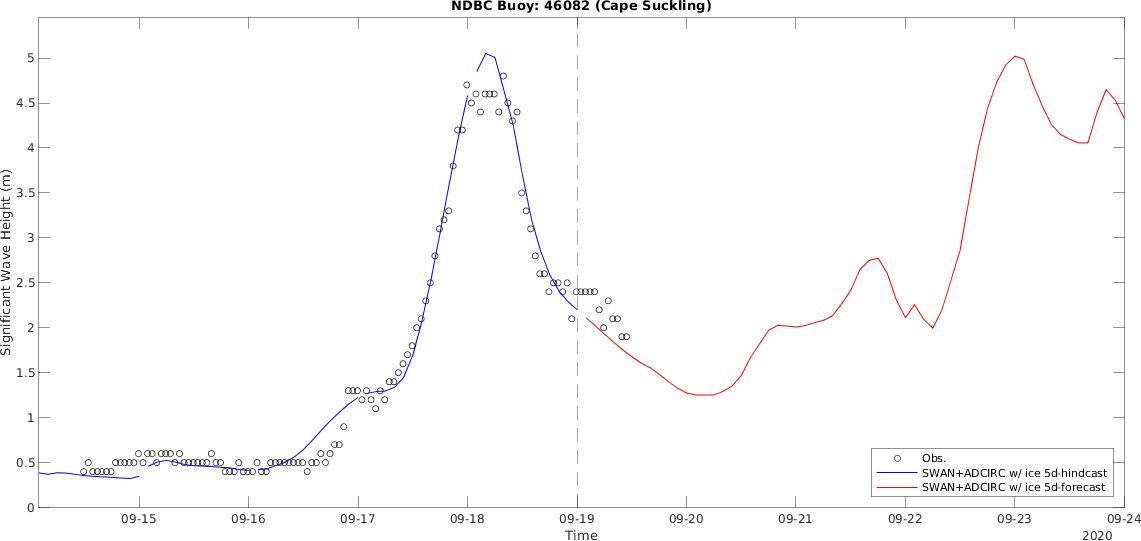 NDBC Buoy: 46082 (Cape Suckling)
Significant Wave Height (m)
5
4.5
4
3.5
3
2.5
2
1.5
1
0.5
0
Obs.
SWAN+ADCIRC w/ ice 5d-hindcast
SWAN+ADCIRC w/ ice 5d-forecast
09-15 09-16 09-17 09-18 09-19 09-20 09-21 09-22 09-23 09-24
Time
2020